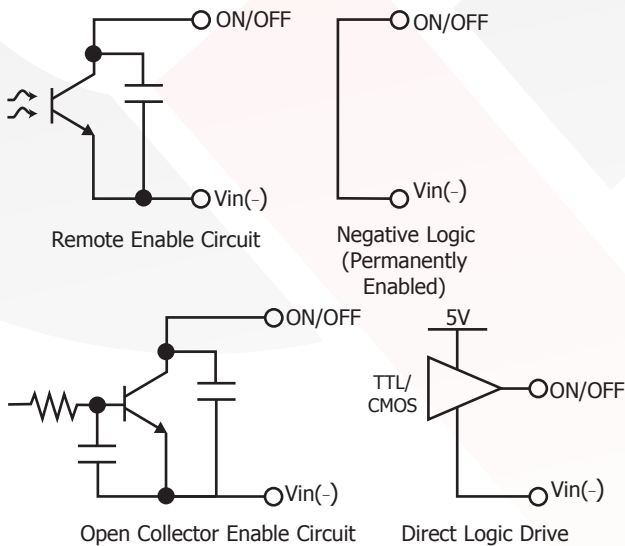 ON/OFF
Vin(–)
Remote Enable Circuit
ON/OFF
Vin(–)
Negative Logic
(Permanently
Enabled)
ON/OFF
Vin(–)
Open Collector Enable Circuit
5V
TTL/
CMOS
ON/OFF
Vin(–)
Direct Logic Drive